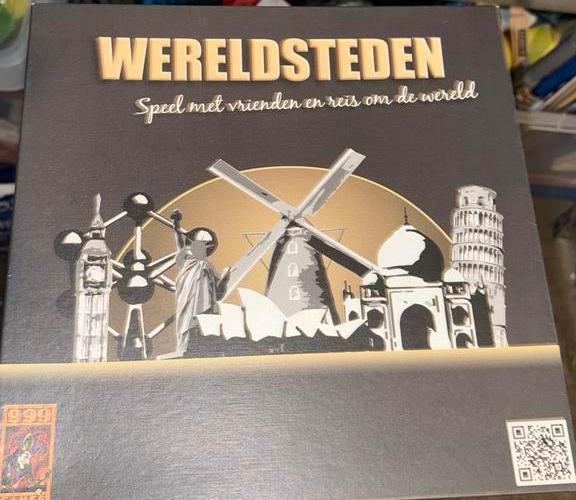 WERELDSTEDEN
Speel met vrienden en reis om de wereld
999